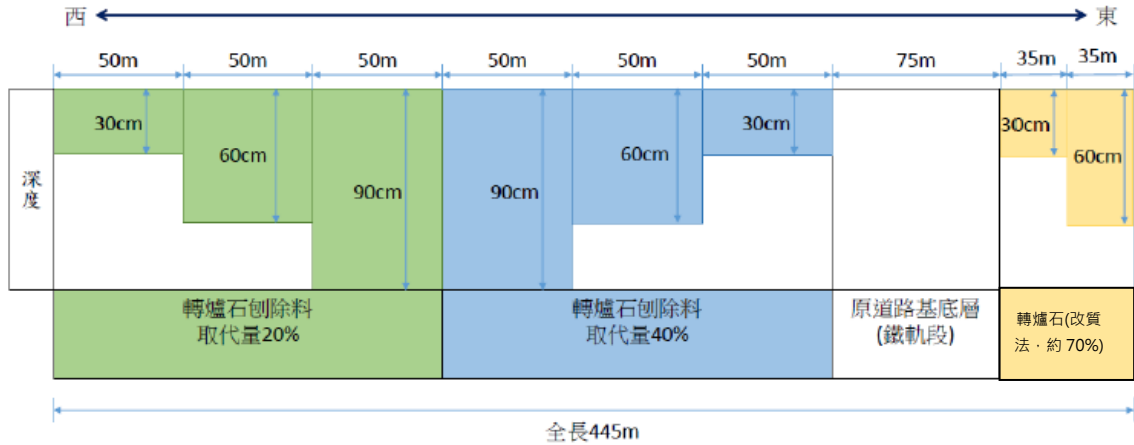 西
東
50m
50m
50m
50m
50m
50m
75m
35m
35m
深度
30cm
60cm
90cm
90cm
60cm
30cm
30cm
60cm
轉爐石刨除料
取代量20%
轉爐石刨除料
取代量40%
原道路基底層
(鐵軌段)
轉爐石(改質
法，約 70%)
全長445m